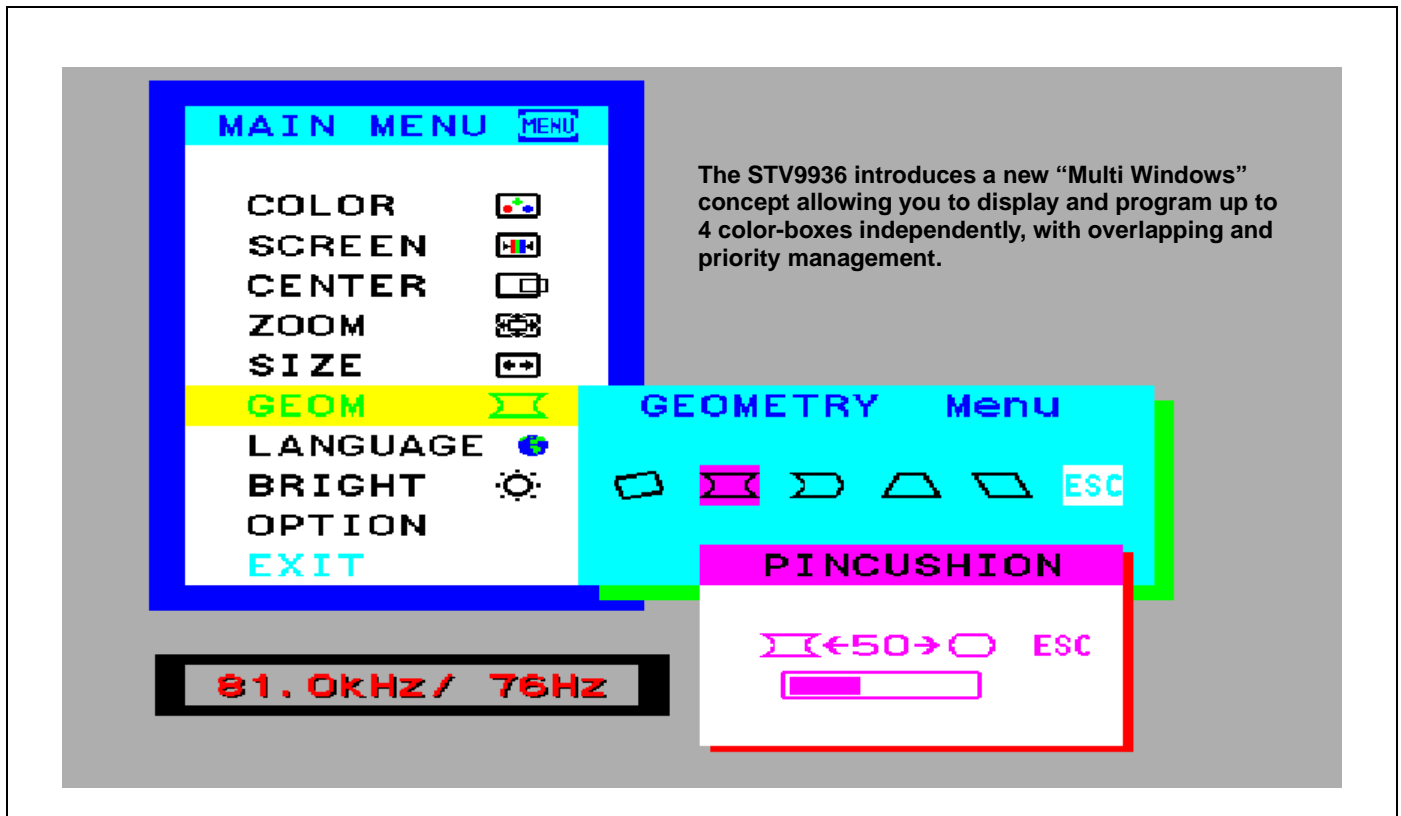 MAIN MENU MENU
COLOR
SCREEN
CENTER
ZOOM
SIZE
GEOM
LANGUAGE
BRIGHT
OPTION
EXIT
The STV9936 introduces a new “Multi Windows”
concept allowing you to display and program up to
4 color-boxes independently, with overlapping and
priority management.
GEOMETRY Menu
ESC
PINCUSHION
←50→ ESC
81.0KHz/ 76Hz